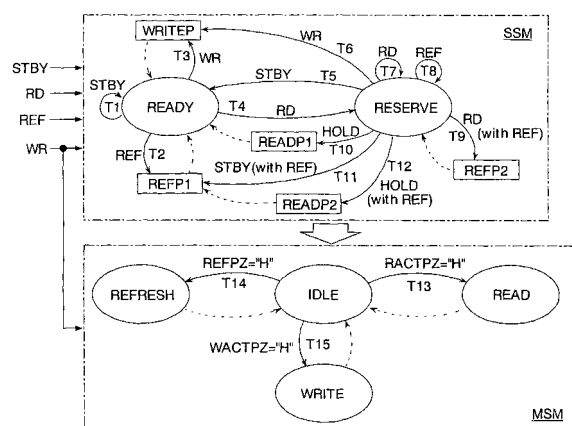 WRITEP
SSM
WR
T6
T3
WR
RD
REF
STBY
STBY
STBY
T5
T7
T8
RD
T1
READY
RESERVE
T4
RD
RD
REF
(with REF)
T9
HOLD
WR
REF
T2
READP1
T10
STBY(with REF)
T12
REFP1
T11
REFP2
HOLD
READP2
(with REF)
REFPZ="H"
RACTPZ="H"
REFRESH
T14
IDLE
T13
READ
WACTPZ="H"
T15
WRITE
MSM